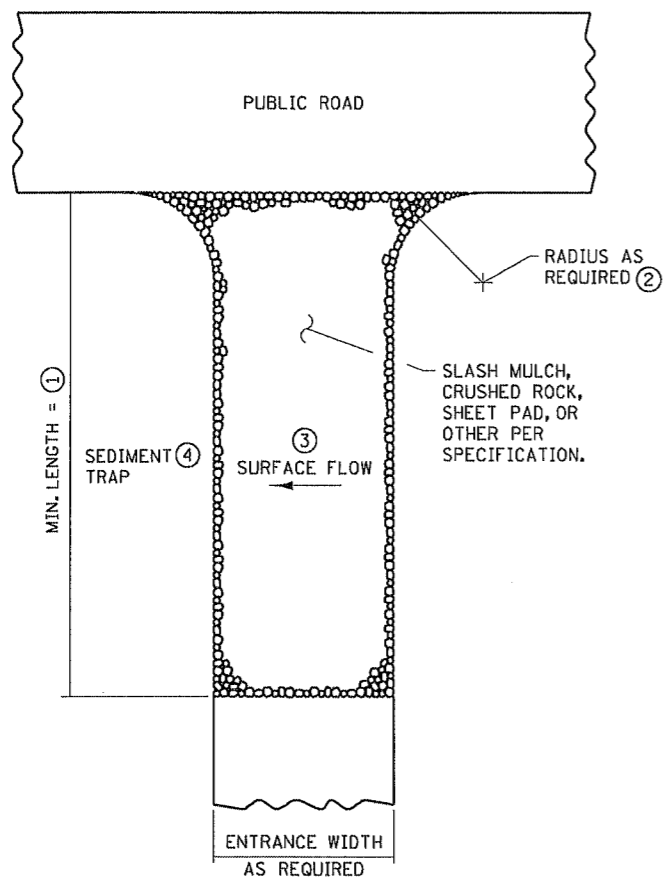 PUBLIC ROAD
RADIUS AS
REQUIRED ②
SLASH MULCH,
CRUSHED ROCK,
SHEET PAD, OR
OTHER PER
SPECIFICATION.
MIN. LENGTH = ①
SEDIMENT ④
TRAP
③
SURFACE FLOW
ENTRANCE WIDTH
AS REQUIRED